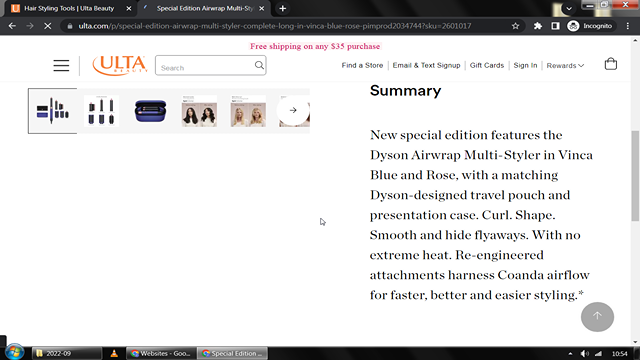 Hair Styling Tools | Ulta Beauty
Special Edition Airwrap Multi-Sty
ulta.com/p/special-edition-airwrap-multi-styler-complete-long-in-vinca-blue-rose-pimprod2034744?sku=2601017
Incognito
Free shipping on any $35 purchase
ULTA
BEAUTY
Search
Find a Store
Email & Text Signup
Gift Cards
Sign In
Rewards
Summary
New special edition features the
Dyson Airwrap Multi-Styler in Vinca
Blue and Rose, with a matching
Dyson-designed travel pouch and
presentation case. Curl. Shape.
Smooth and hide flyaways. With no
extreme heat. Re-engineered
attachments harness Coanda airflow
for faster, better and easier styling.*
2022-09
Websites - Goo...
Special Edition ...
10:54